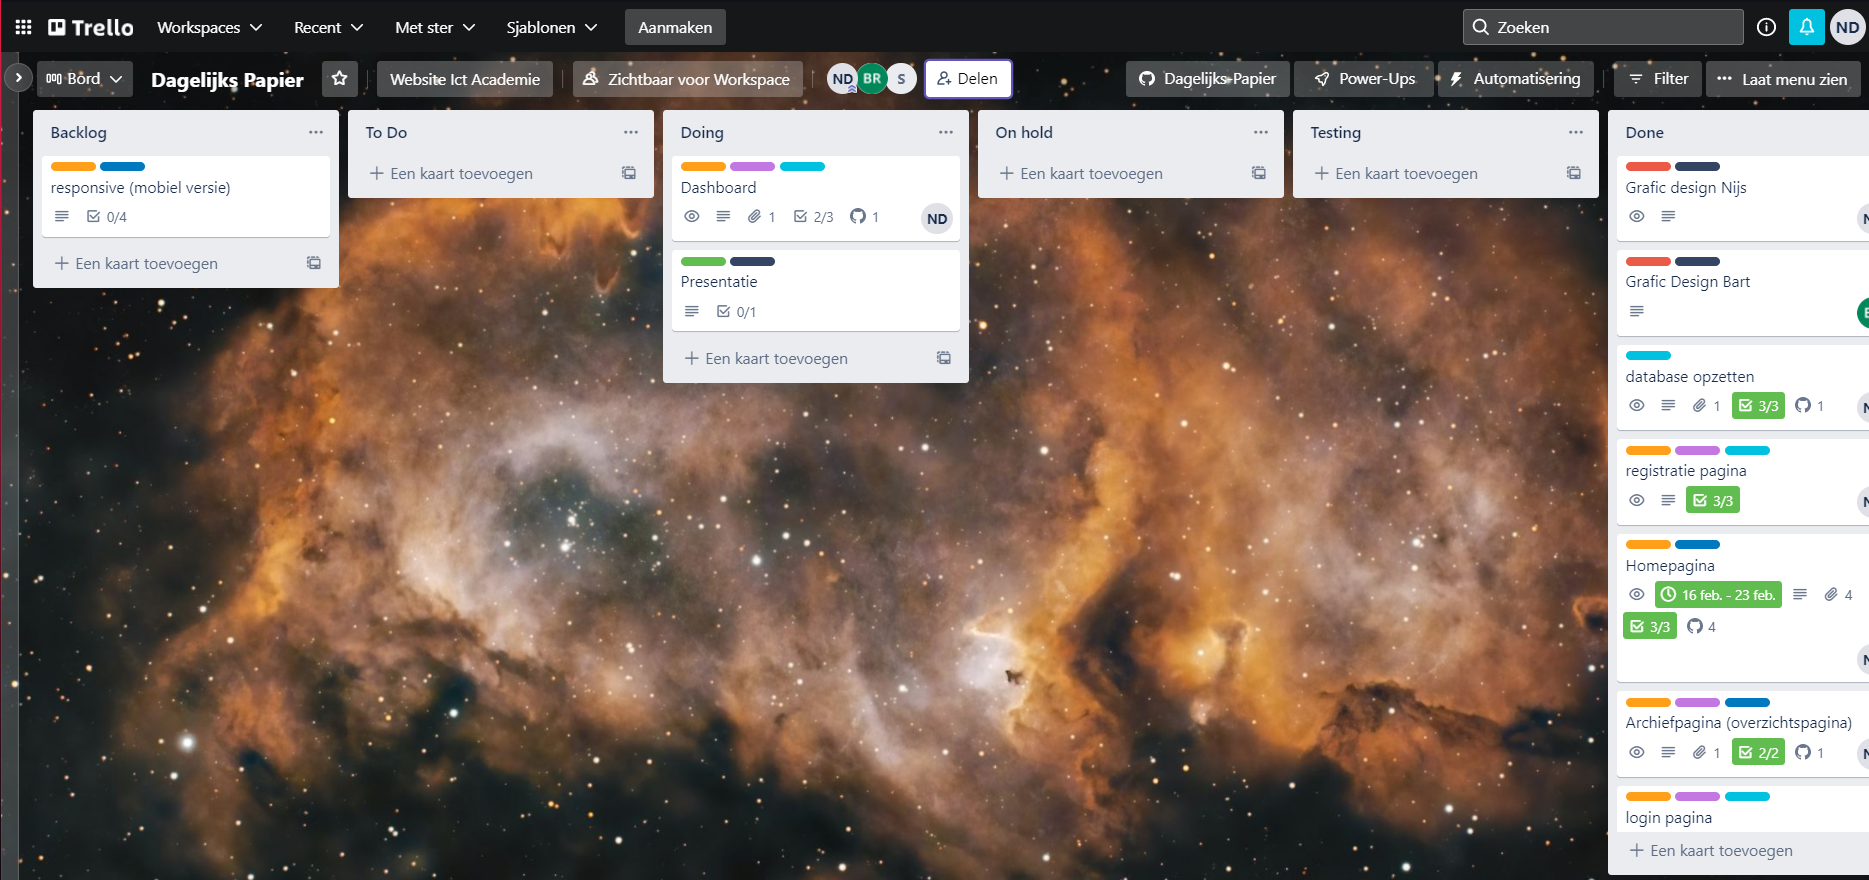 Trello Workspaces Recent Met ster Sjablonen Aanmaken Zoeken ND
Bord Dagelijks Papier Website Ict Academie Zichtbaar voor Workspace ND BR S Delen Dagelijks-Papier Power-Ups Automatisering Filter Laat menu zien
Backlog
responsive (mobiel versie)
0/4
Een kaart toevoegen
To Do
Een kaart toevoegen
Doing
Dashboard
1 2/3 1 ND
Presentatie
0/1
Een kaart toevoegen
On hold
Een kaart toevoegen
Testing
Een kaart toevoegen
Done
Grafic design Nijs
Grafic Design Bart
database opzetten
1 3/3 1
registratie pagina
3/3
Homepagina
16 feb. - 23 feb. 4
3/3 4
Archiefpagina (overzichtspagina)
1 2/2 1
login pagina
Een kaart toevoegen